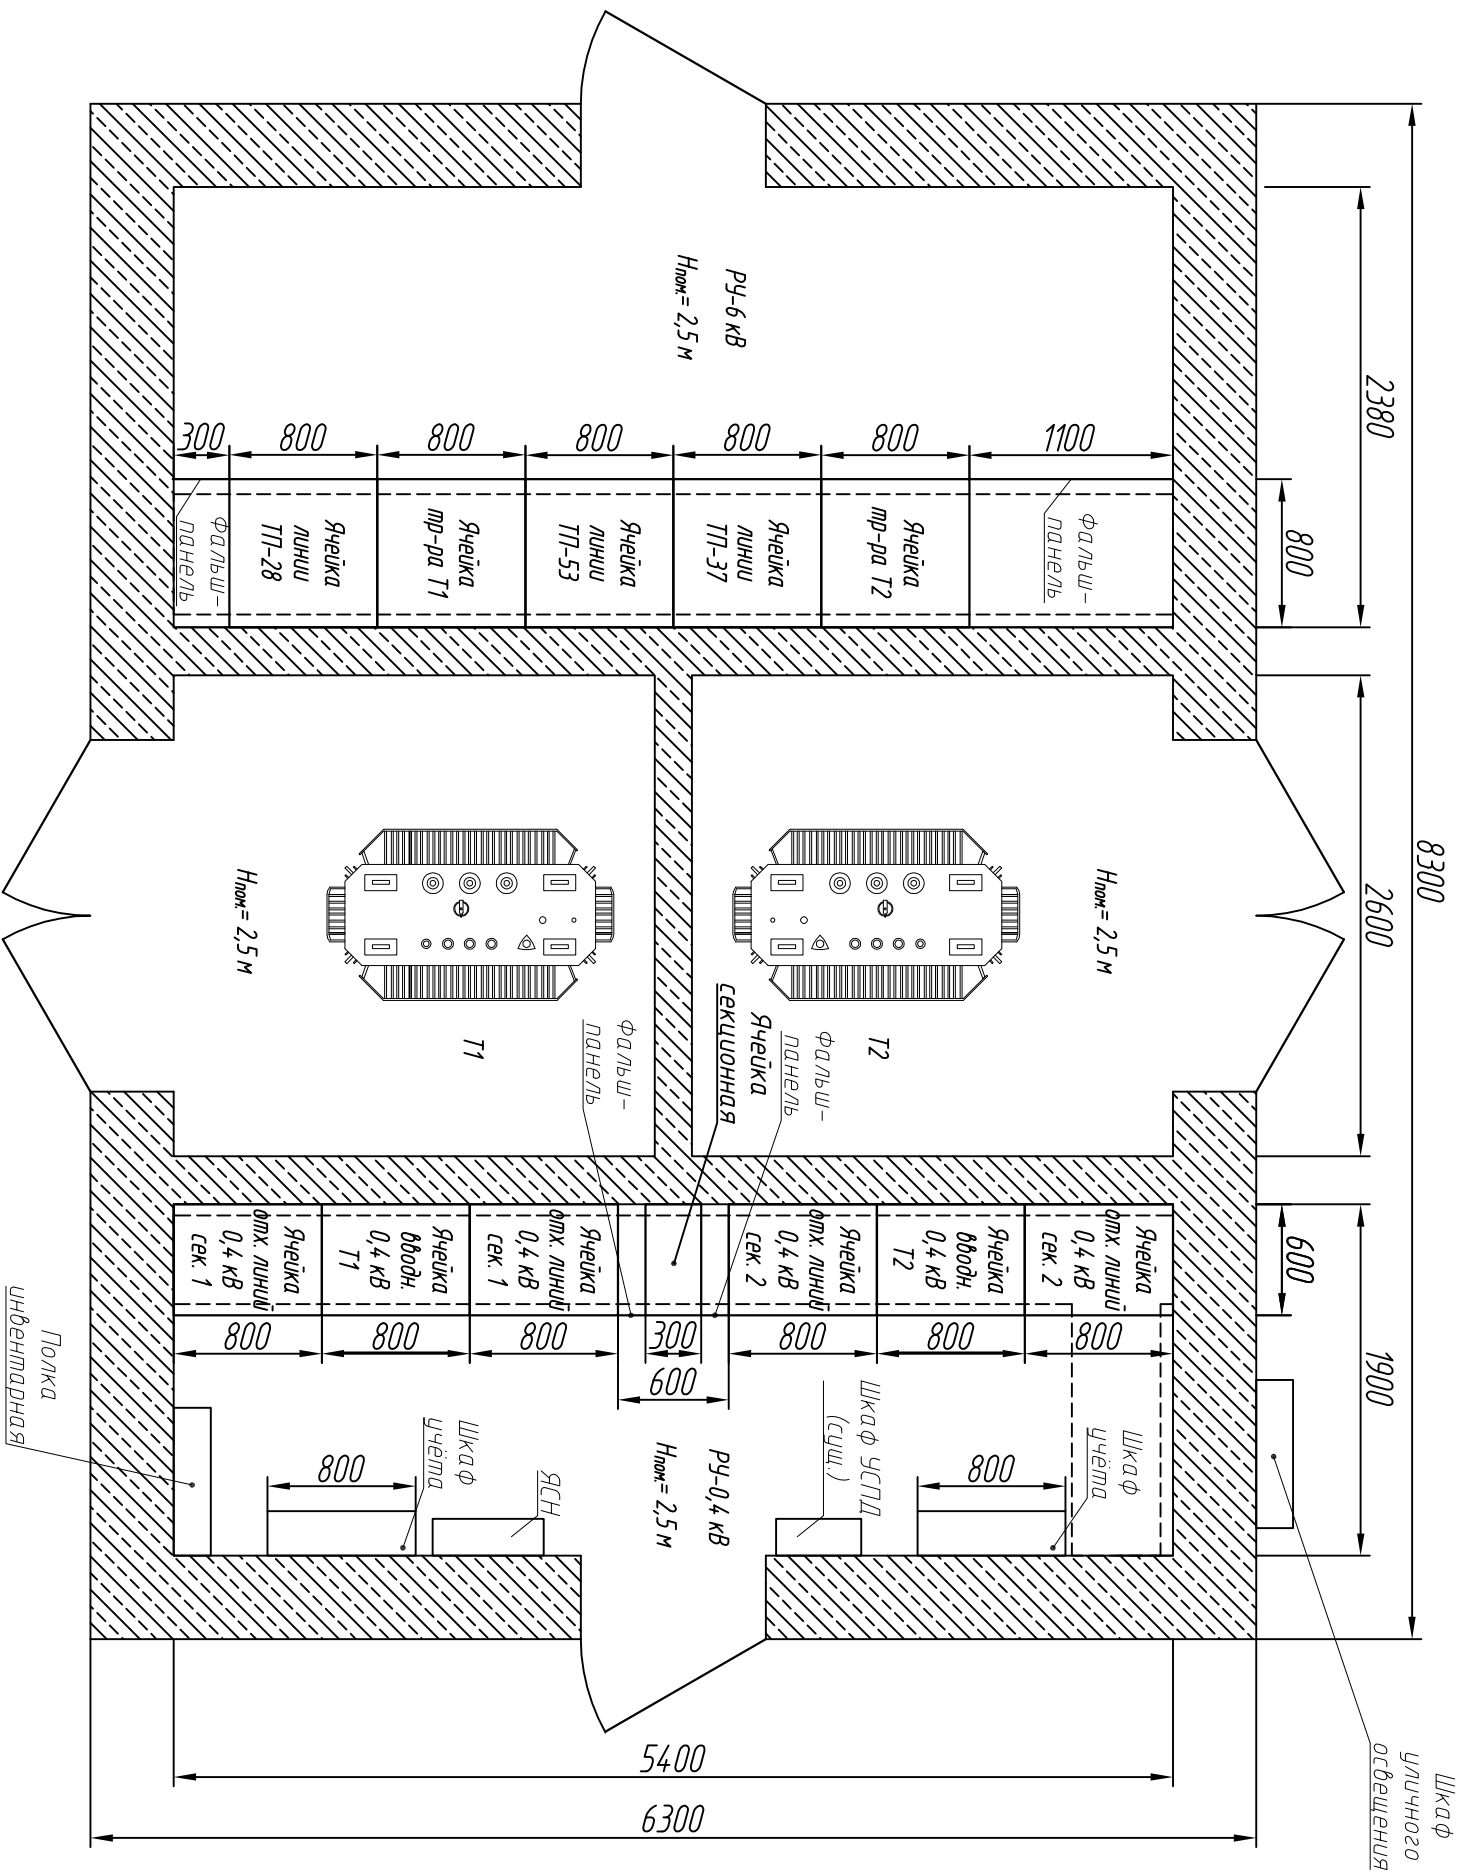 8300
2380
2600
1900
800
600
РУ-6 кВ
Hпом.= 2,5 м
300
800
800
800
800
800
1100
Фальш-
панель
Ячейка
линии
ТП-28
Ячейка
тр-ра Т1
Ячейка
линии
ТП-53
Ячейка
линии
ТП-37
Ячейка
тр-ра Т2
Фальш-
панель
Hпом.= 2,5 м
Т1
Hпом.= 2,5 м
Т2
Фальш-
панель
Ячейка
секционная
Фальш-
панель
Ячейка
отх. линий
0,4 кВ
сек. 1
Ячейка
вводн.
0,4 кВ
Т1
Ячейка
отх. линий
0,4 кВ
сек. 1
Ячейка
отх. линий
0,4 кВ
сек. 2
Ячейка
вводн.
0,4 кВ
Т2
Ячейка
отх. линий
0,4 кВ
сек. 2
800
800
800
300
800
800
800
600
РУ-0,4 кВ
Hпом.= 2,5 м
Полка
инвентарная
800
Шкаф
учёта
ЯСН
Шкаф УСПД
(сущ.)
800
Шкаф
учёта
Шкаф
уличного
освещения
5400
6300